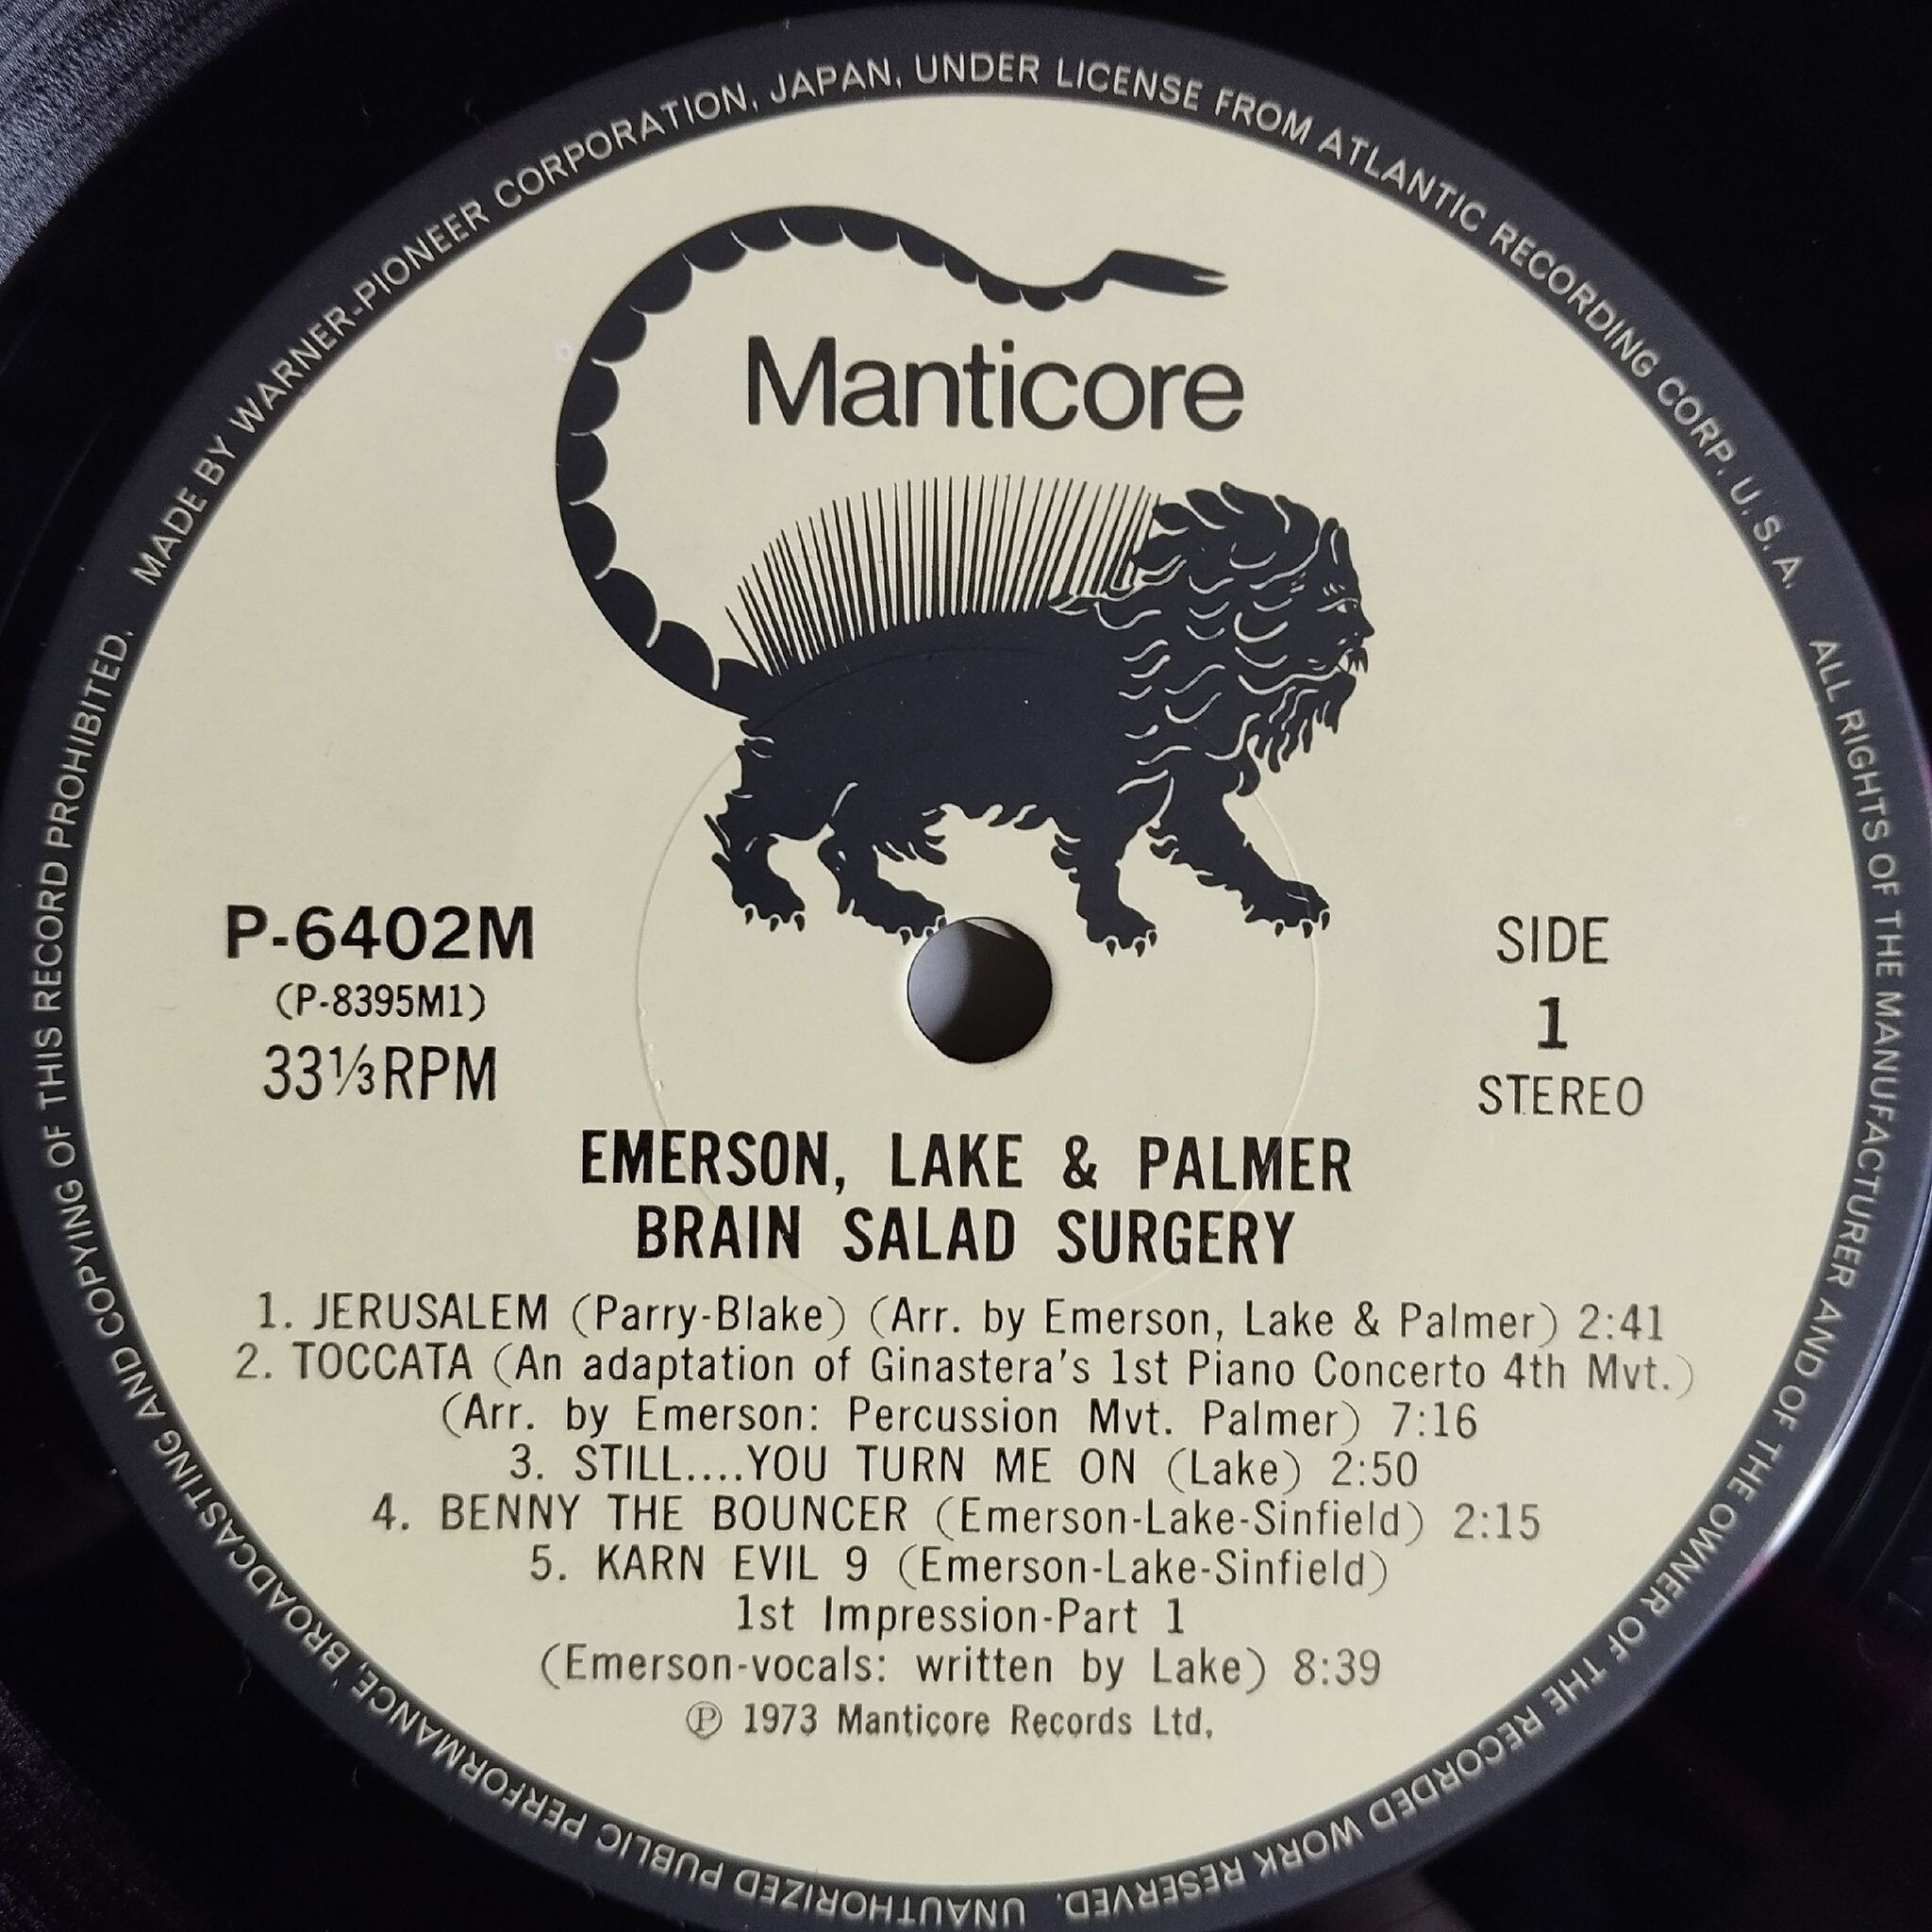 MADE BY WARNER-PIONEER CORPORATION, JAPAN, UNDER LICENSE FROM ATLANTIC RECORDING CORP. U.S.A. ALL RIGHTS OF THE MANUFACTURER AND OF THE OWNER OF THE RECORDED WORK RESERVED. UNAUTHORIZED PUBLIC PERFORMANCE, BROADCASTING AND COPYING OF THIS RECORD PROHIBITED.
Manticore
P-6402M
(P-8395M1)
33⅓RPM
SIDE
1
STEREO
EMERSON, LAKE & PALMER
BRAIN SALAD SURGERY
1. JERUSALEM (Parry-Blake) (Arr. by Emerson, Lake & Palmer) 2:41
2. TOCCATA (An adaptation of Ginastera's 1st Piano Concerto 4th Mvt.)
(Arr. by Emerson: Percussion Mvt. Palmer) 7:16
3. STILL....YOU TURN ME ON (Lake) 2:50
4. BENNY THE BOUNCER (Emerson-Lake-Sinfield) 2:15
5. KARN EVIL 9 (Emerson-Lake-Sinfield)
1st Impression-Part 1
(Emerson-vocals: written by Lake) 8:39
℗ 1973 Manticore Records Ltd.